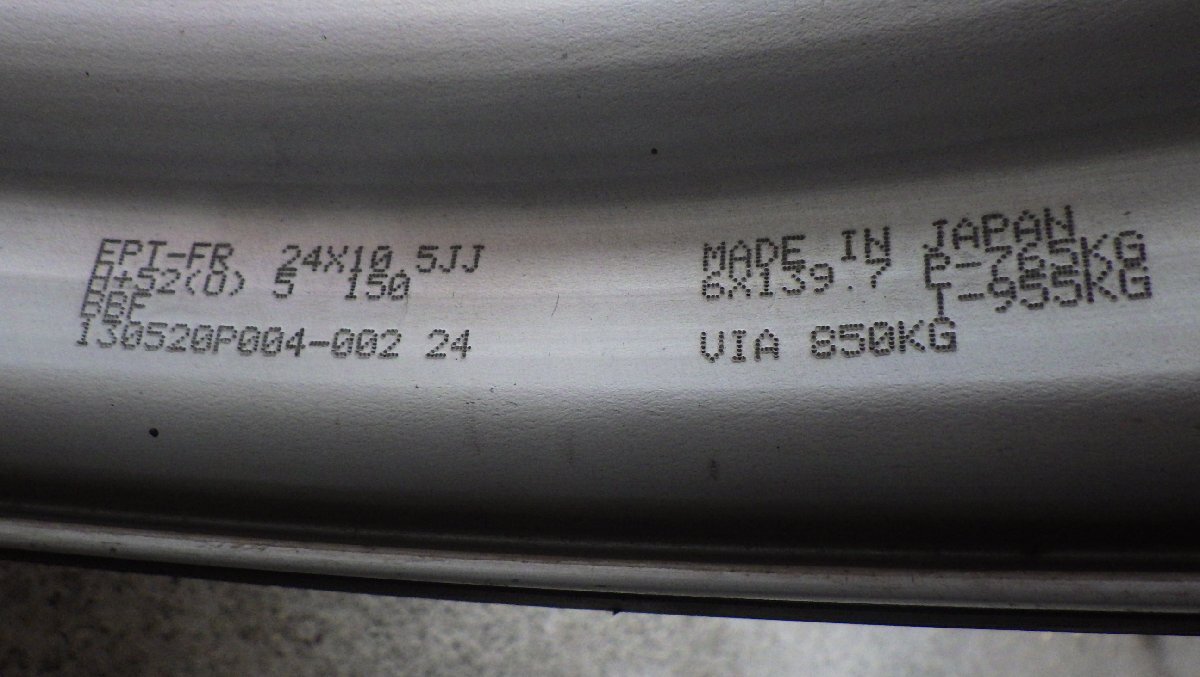 EPT-FR 24X10.5JJ
H+52(O) 5 150
BBF
130520P004-002 24
MADE IN JAPAN
6X139.7 P-765KG
T-955KG
VIA 850KG